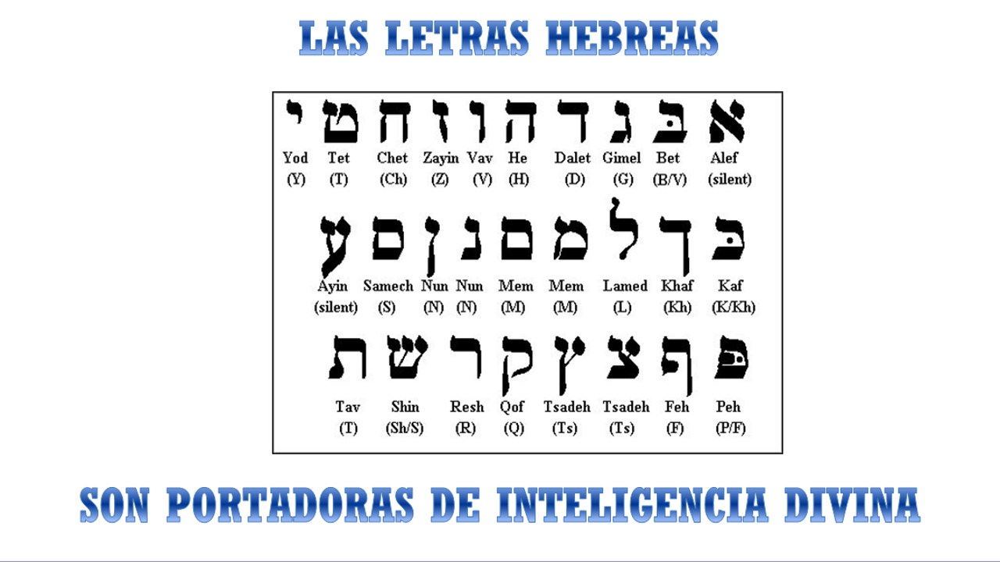 LAS LETRAS HEBREAS
א בּ ג ד ה ו ז ח ט י
Yod Tet Chet Zayin Vav He Dalet Gimel Bet Alef
(Y) (T) (Ch) (Z) (V) (H) (D) (G) (B/V) (silent)
כּ ך ל מ ם נ ן ס ע
Ayin Samech Nun Nun Mem Mem Lamed Khaf Kaf
(silent) (S) (N) (N) (M) (M) (L) (Kh) (K/Kh)
פּ ף צ ץ ק ר ש ת
Tav Shin Resh Qof Tsadeh Tsadeh Feh Peh
(T) (Sh/S) (R) (Q) (Ts) (Ts) (F) (P/F)
SON PORTADORAS DE INTELIGENCIA DIVINA